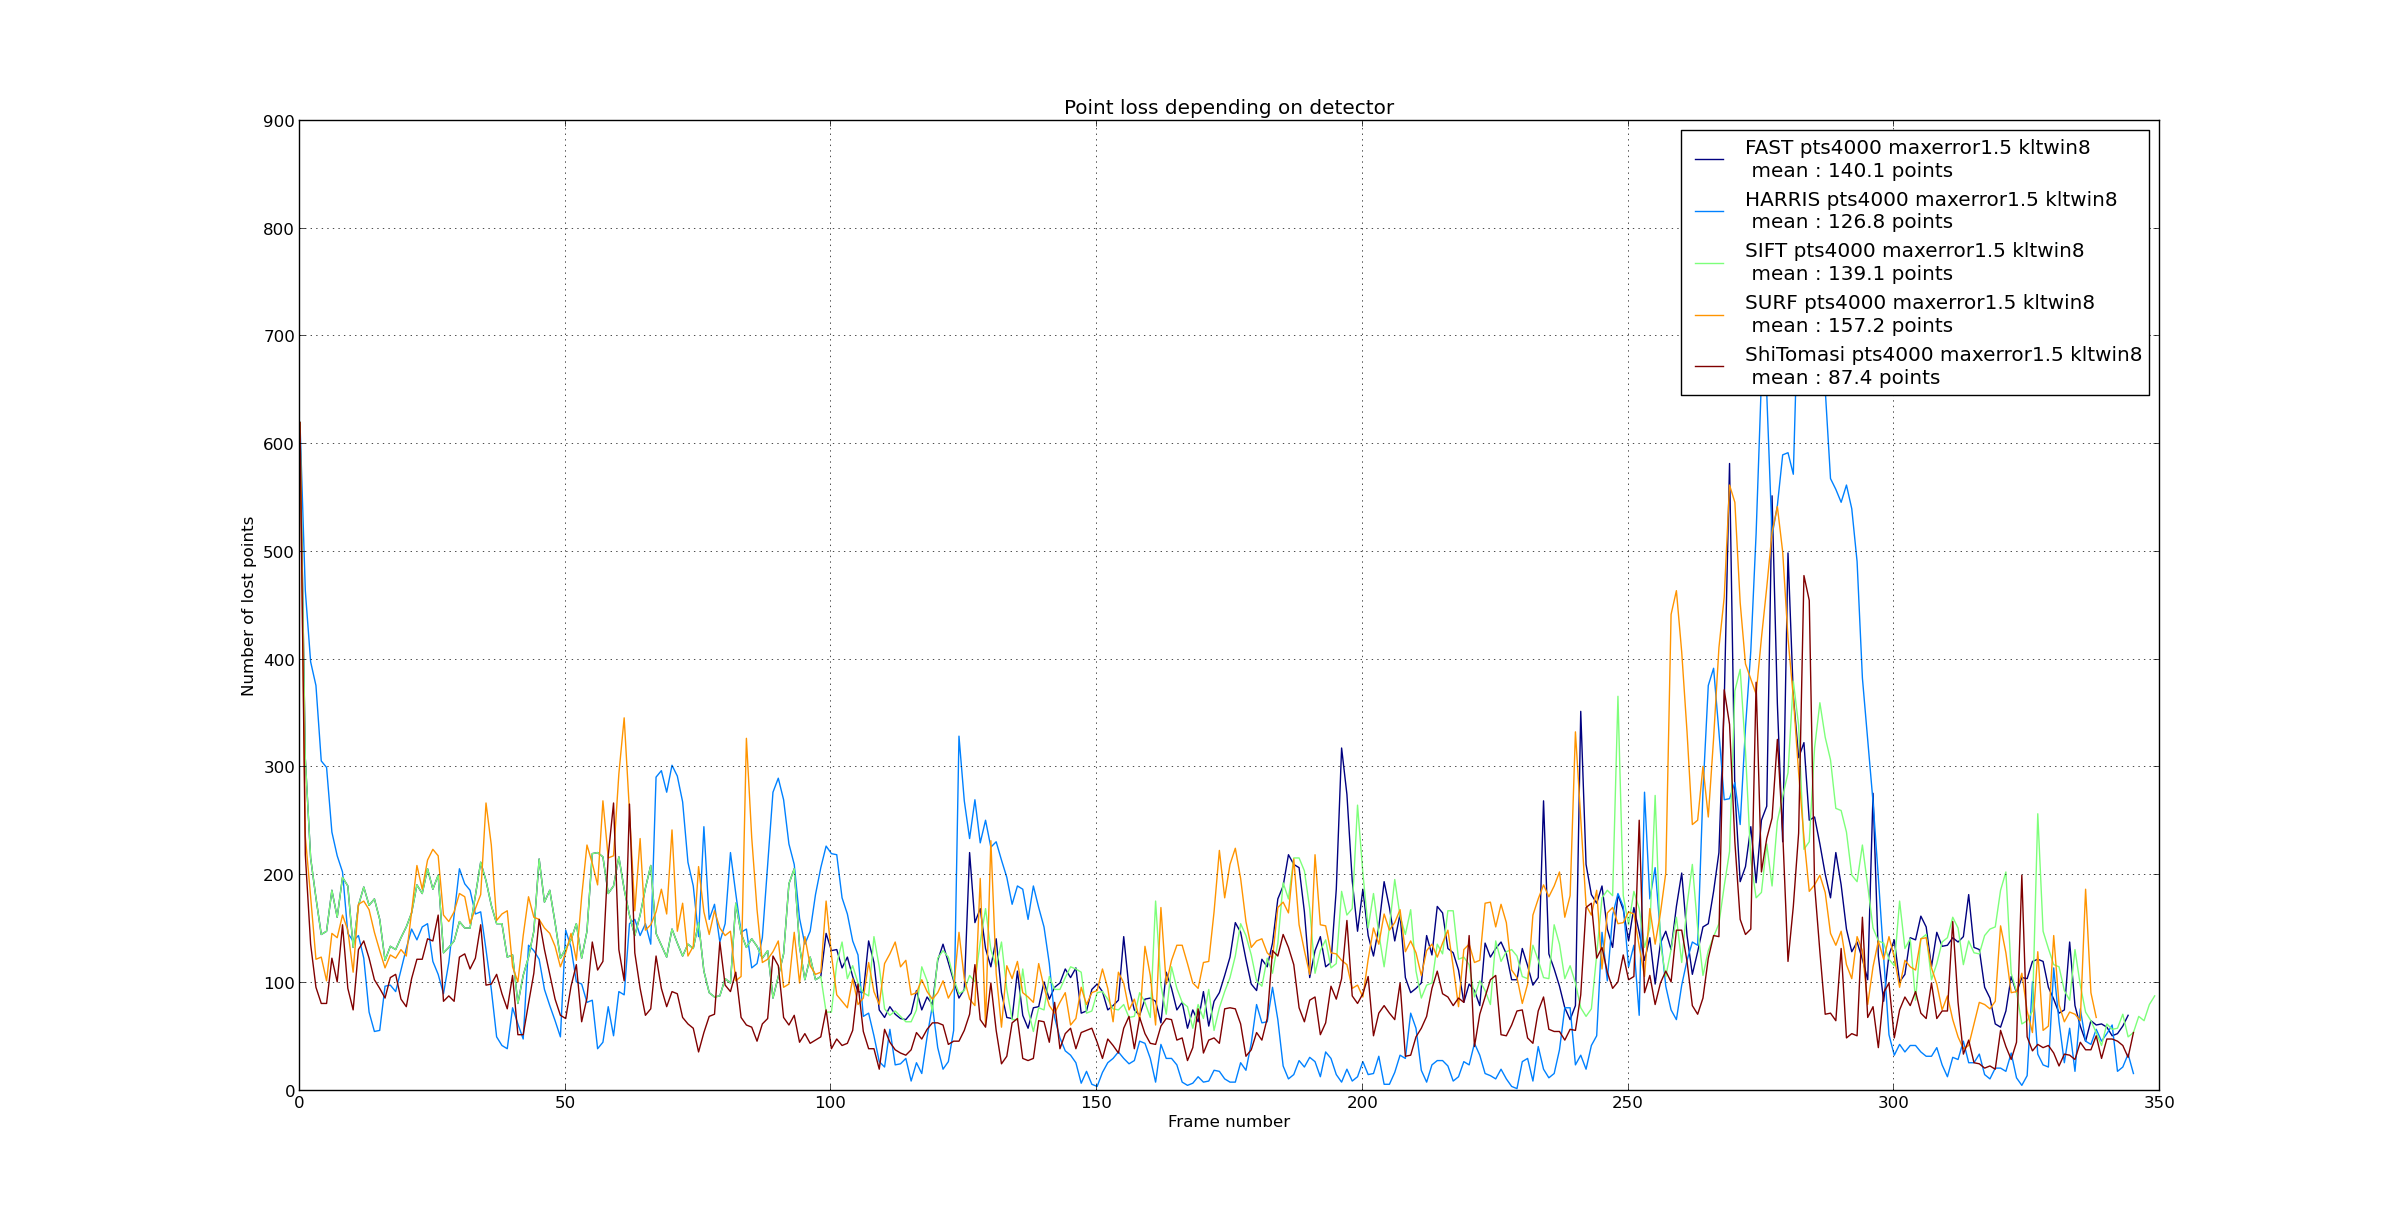 Point loss depending on detector
900
800
700
600
500
400
300
200
100
0
Number of lost points
FAST pts4000 maxerror1.5 kltwin8
mean : 140.1 points
HARRIS pts4000 maxerror1.5 kltwin8
mean : 126.8 points
SIFT pts4000 maxerror1.5 kltwin8
mean : 139.1 points
SURF pts4000 maxerror1.5 kltwin8
mean : 157.2 points
ShiTomasi pts4000 maxerror1.5 kltwin8
mean : 87.4 points
0 50 100 150 200 250 300 350
Frame number